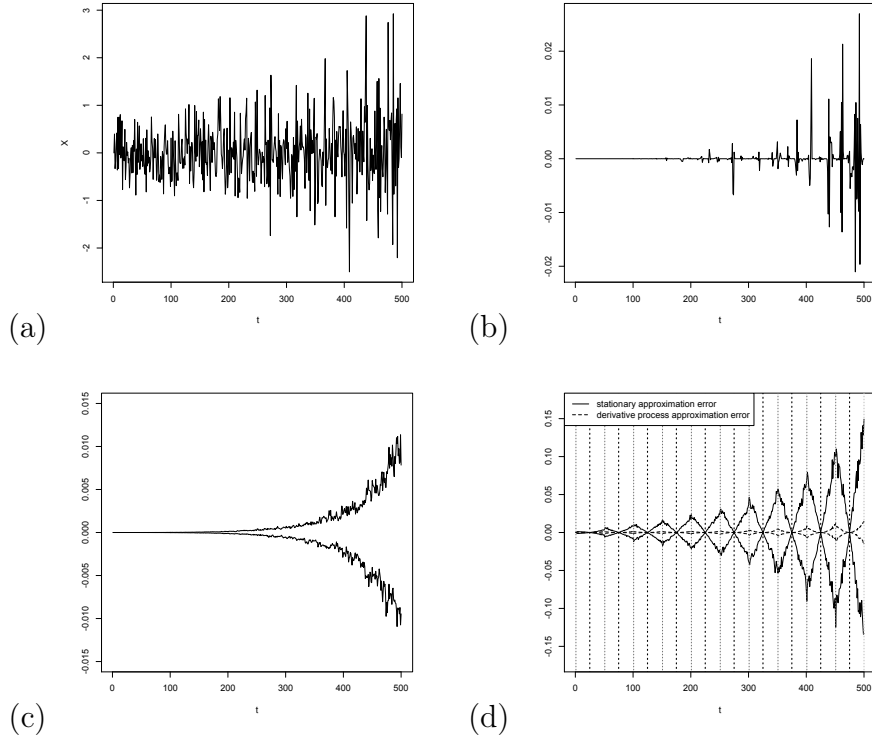 3
2
1
0
-1
-2
X
0 100 200 300 400 500
t
(a)
0.02
0.01
0.00
-0.01
-0.02
0 100 200 300 400 500
t
(b)
0.015
0.010
0.005
0.000
-0.005
-0.010
-0.015
0 100 200 300 400 500
t
(c)
stationary approximation error
derivative process approximation error
0.15
0.10
0.05
0.00
-0.05
-0.10
-0.15
0 100 200 300 400 500
t
(d)